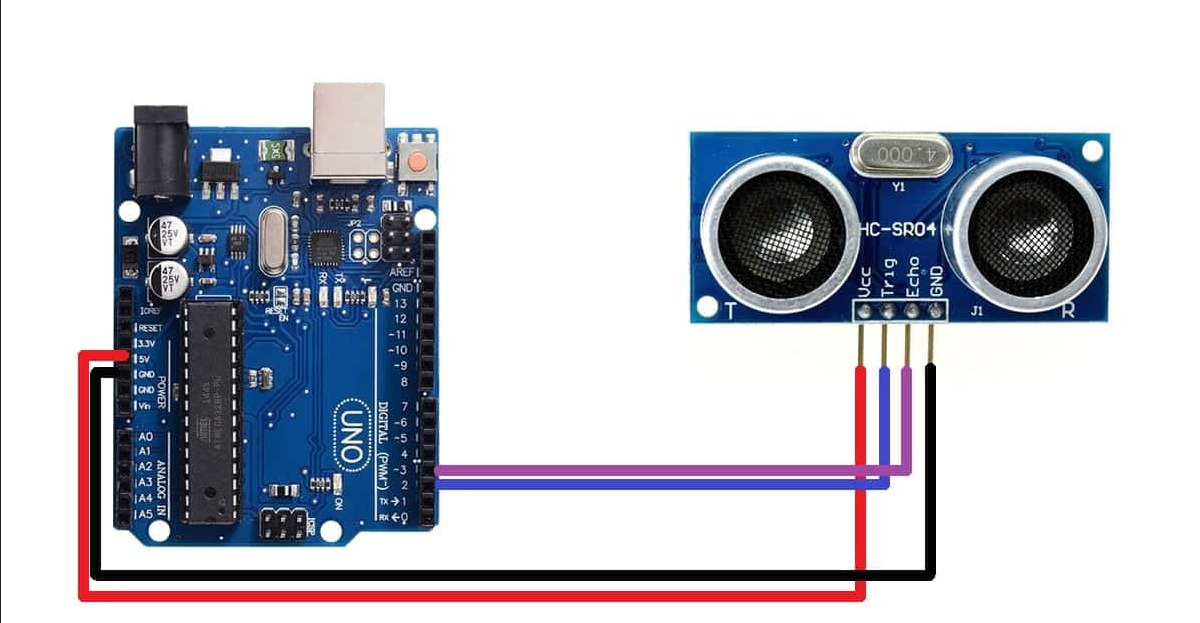 SXC
47
25V
VT
47
25V
VT
JP2
AREF
GND
RX
TX
13
12
~11
~10
~9
8
RESET
EN
IOREF
RESET
3.3V
5V
GND
GND
Vin
POWER
A0
A1
A2
A3
A4
A5
ANALOG IN
UNO
DIGITAL (PWM~)
7
~6
~5
4
~3
2
TX→1
RX←0
ON
ICSP
4.000
Y1
HC-SR04
Vcc
Trig
Echo
GND
T
J1
R